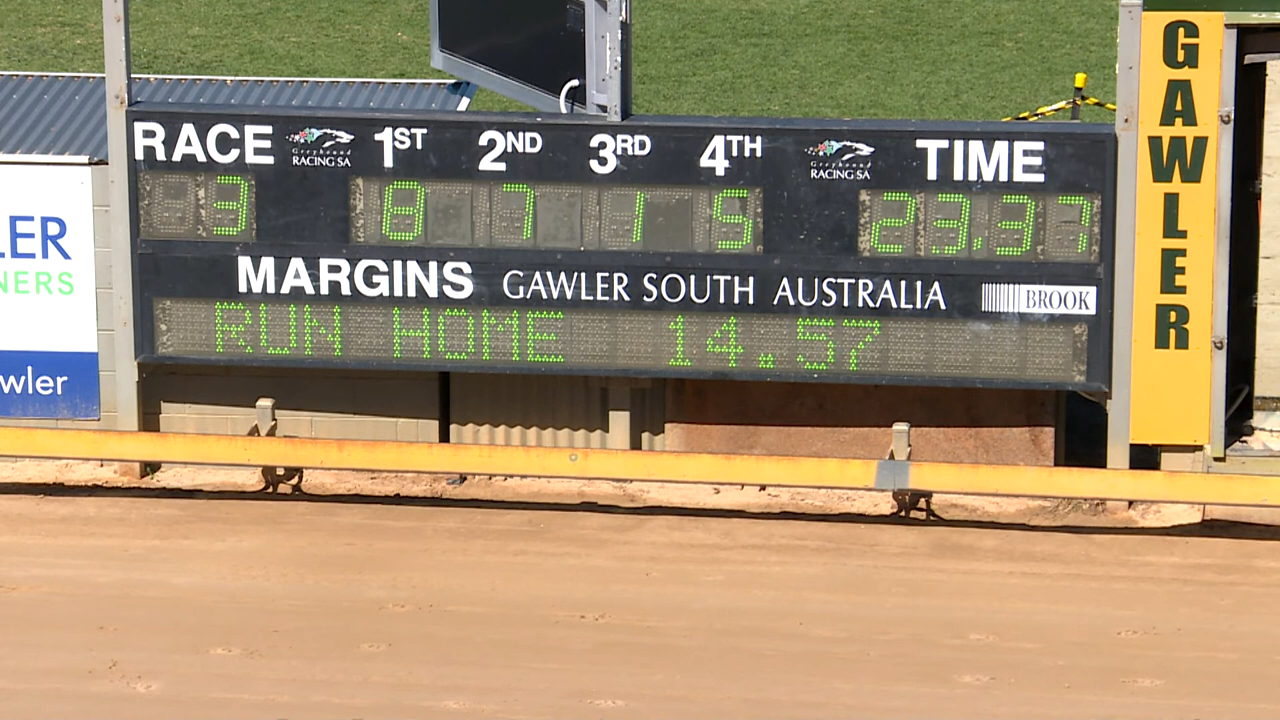 RACE
Greyhound
RACING SA
1ST 2ND 3RD 4TH
Greyhound
RACING SA
TIME
3 8 7 1 5 23.37
MARGINS GAWLER SOUTH AUSTRALIA BROOK
RUN HOME 14.57
GAWLER
LER
NERS
wler